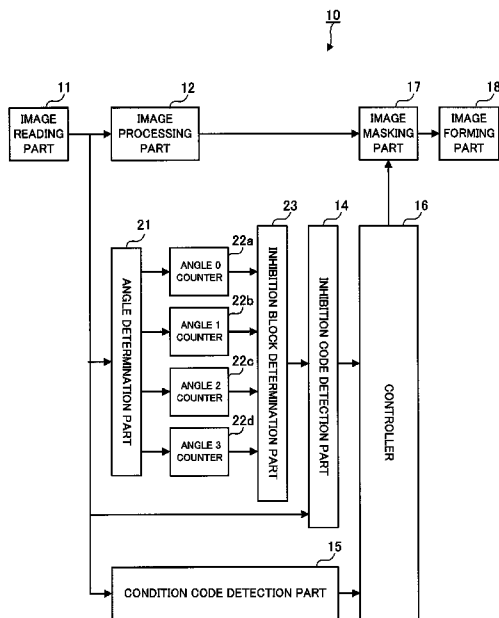 10
11
12
17
18
IMAGE
READING
PART
IMAGE
PROCESSING
PART
IMAGE
MASKING
PART
IMAGE
FORMING
PART
21
22a
23
14
16
ANGLE DETERMINATION PART
ANGLE 0
COUNTER
22b
ANGLE 1
COUNTER
22c
ANGLE 2
COUNTER
22d
ANGLE 3
COUNTER
INHIBITION BLOCK DETERMINATION PART
INHIBITION CODE DETECTION PART
CONTROLLER
15
CONDITION CODE DETECTION PART